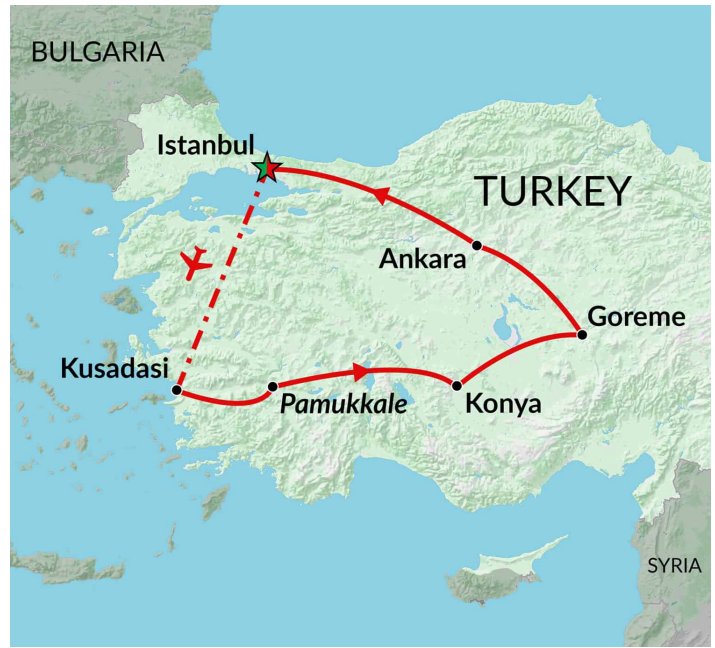 BULGARIA
Istanbul
TURKEY
Ankara
Goreme
Kusadasi
Pamukkale
Konya
SYRIA